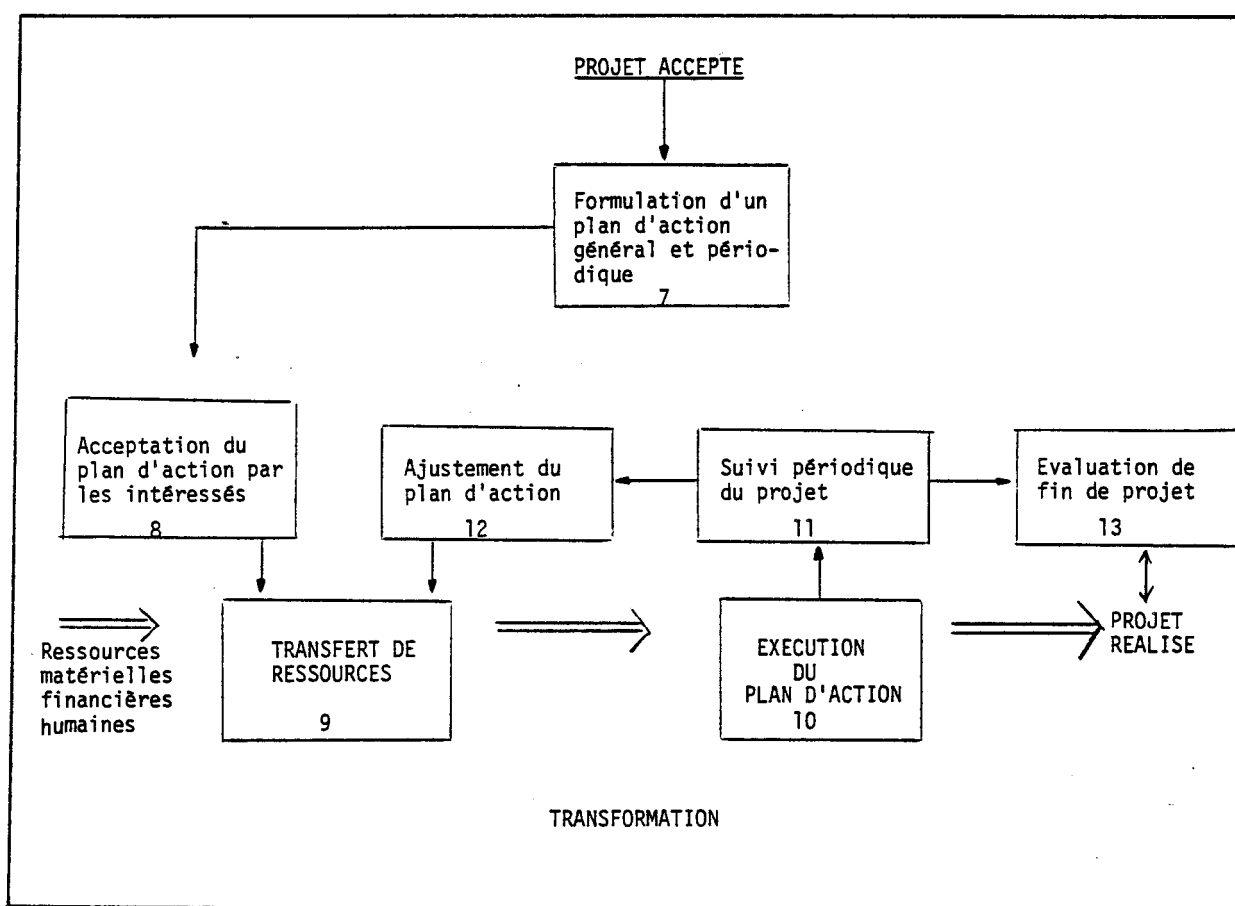 PROJET ACCEPTE
Formulation d'un
plan d'action
général et pério-
dique
7
Acceptation du
plan d'action par
les intéressés
8
Ajustement du
plan d'action
12
Suivi périodique
du projet
11
Evaluation de
fin de projet
13
Ressources
matérielles
financières
humaines
TRANSFERT DE
RESSOURCES
9
EXECUTION
DU
PLAN D'ACTION
10
PROJET
REALISE
TRANSFORMATION